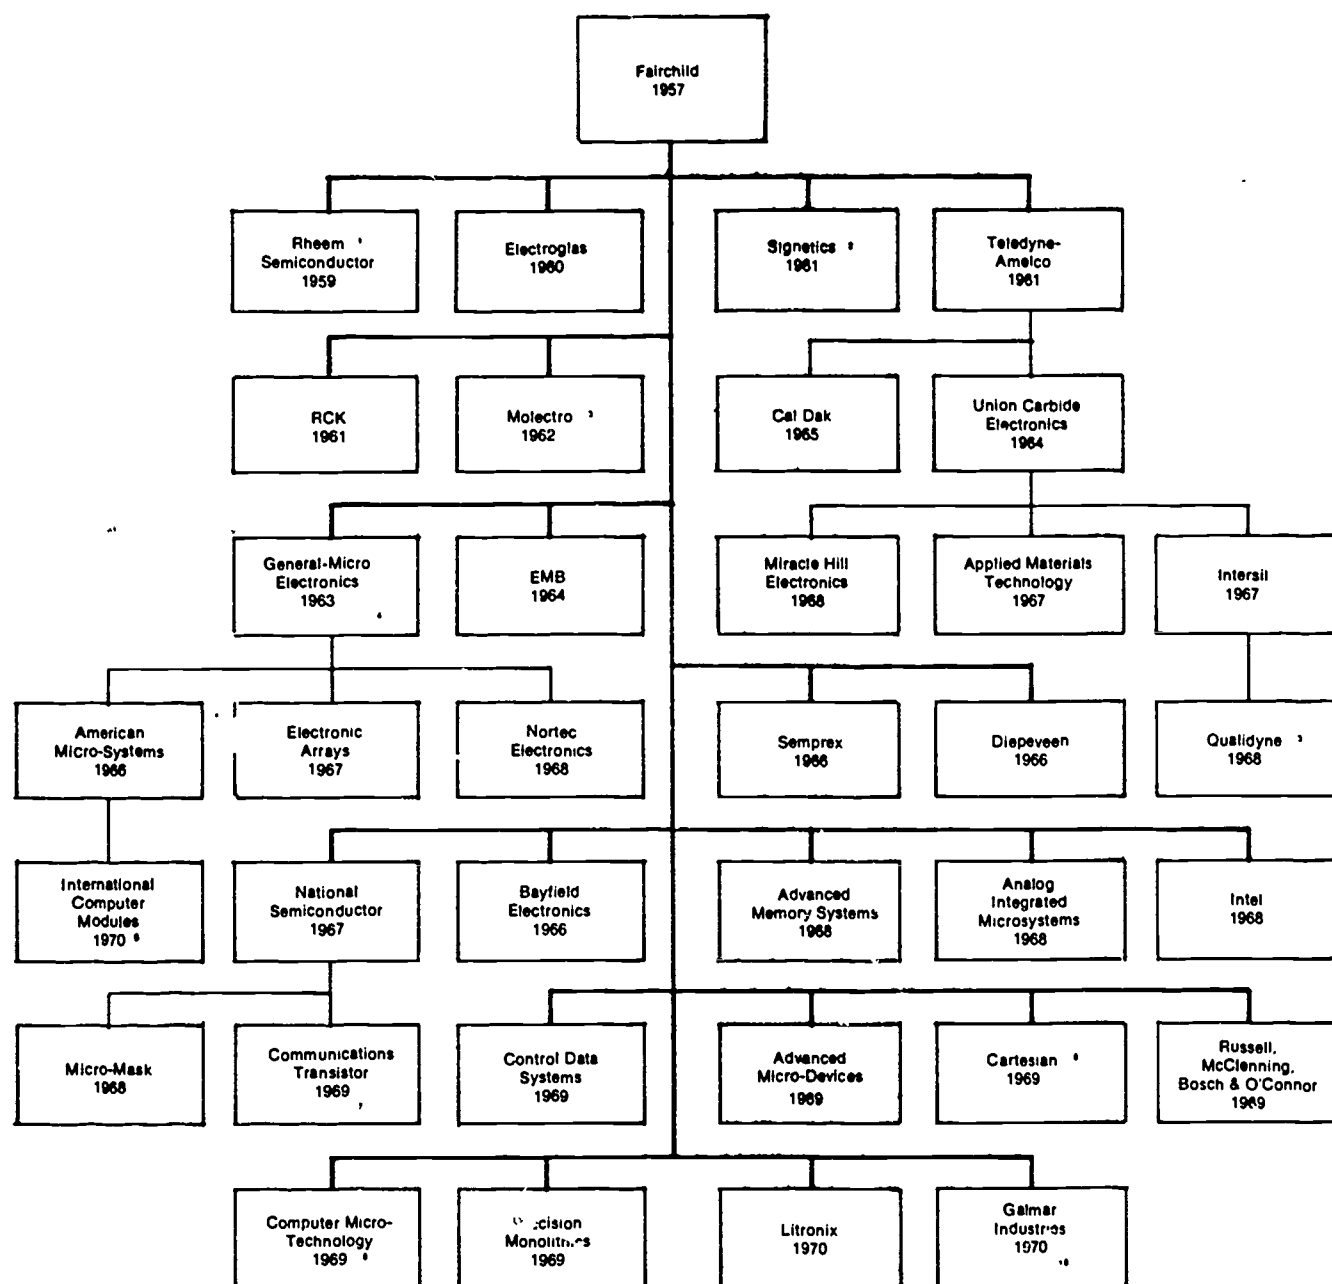 Fairchild
1957
Rheem
Semiconductor
1959
Electroglas
1960
Signetics
1961
Teledyne-
Amelco
1961
RCK
1961
Molectro
1962
Cal Dak
1965
Union Carbide
Electronics
1964
General-Micro
Electronics
1963
EMB
1964
Miracle Hill
Electronics
1968
Applied Materials
Technology
1967
Intersil
1967
American
Micro-Systems
1966
Electronic
Arrays
1967
Nortec
Electronics
1968
Semprex
1966
Diepeveen
1966
Qualidyne
1968
International
Computer
Modules
1970
National
Semiconductor
1967
Bayfield
Electronics
1966
Advanced
Memory Systems
1968
Analog
Integrated
Microsystems
1968
Intel
1968
Micro-Mask
1968
Communications
Transistor
1969
Control Data
Systems
1969
Advanced
Micro-Devices
1969
Cartesian
1969
Russell,
McClenning,
Bosch & O'Connor
1969
Computer Micro-
Technology
1969
Monolithics
1969
Litronix
1970
Galmar
Industries
1970